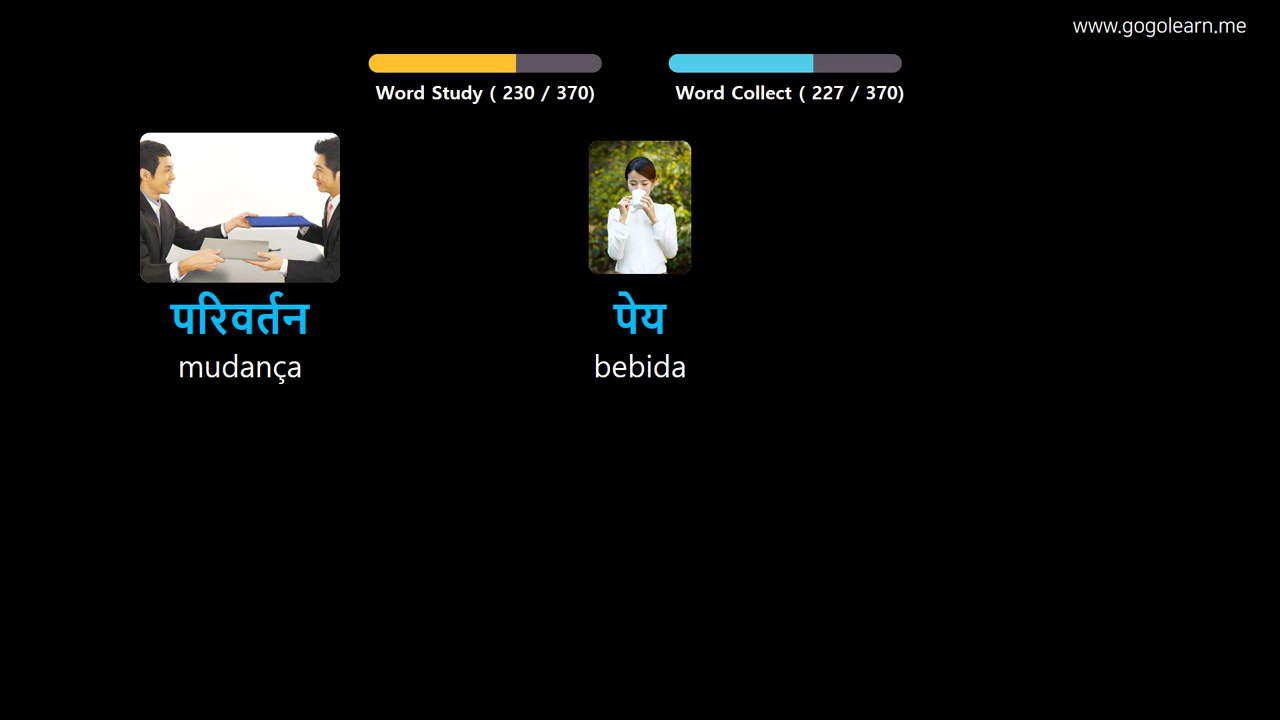 www.gogolearn.me
Word Study ( 230 / 370)
Word Collect ( 227 / 370)
परिवर्तन
mudança
पेय
bebida